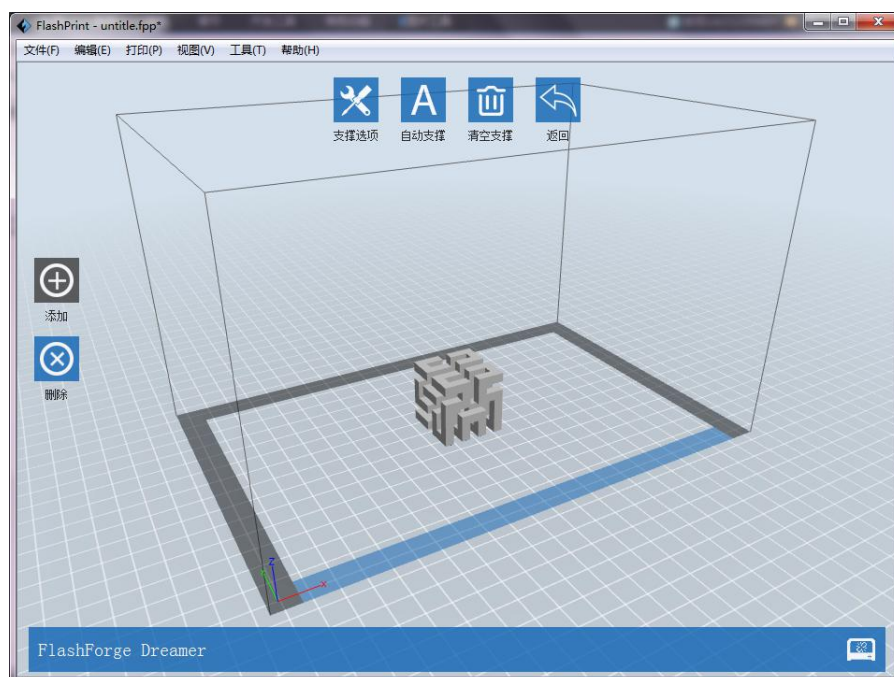 FlashPrint - untitle.fpp*
文件(F) 编辑(E) 打印(P) 视图(V) 工具(T) 帮助(H)
A
支撑选项 自动支撑 清空支撑 返回
添加
删除
Z
X
FlashForge Dreamer